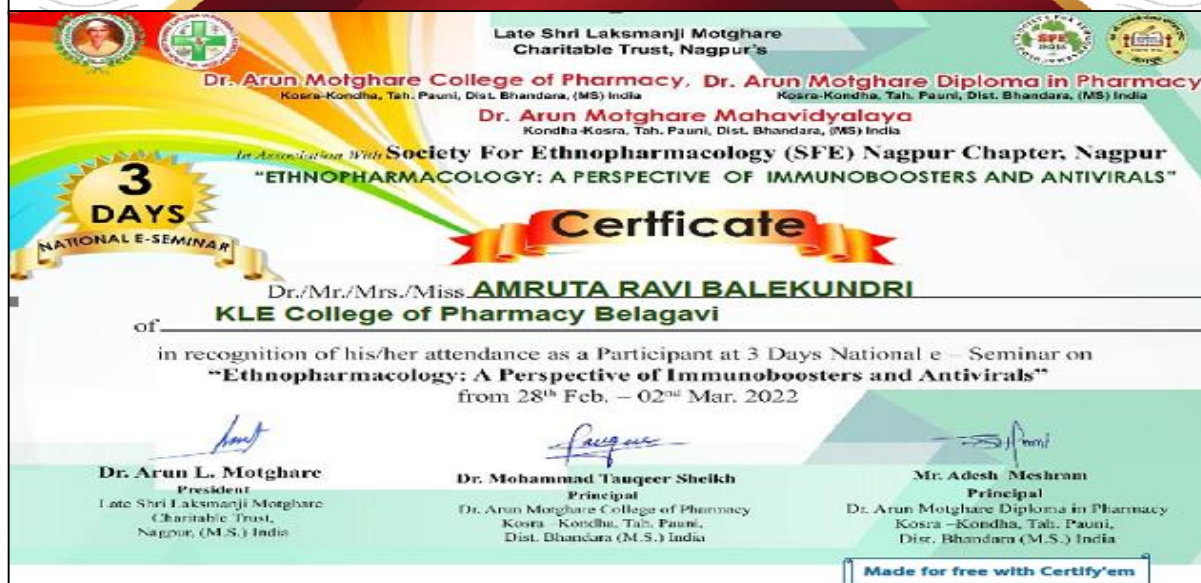 Late Shri Laksmanji Motghare
Charitable Trust, Nagpur's
Dr. Arun Motghare College of Pharmacy, Dr. Arun Motghare Diploma in Pharmacy
Kosra-Kondha, Tah. Pauni, Dist. Bhandara, (MS) India Kosra-Kondha, Tah. Pauni, Dist. Bhandara, (MS) India
Dr. Arun Motghare Mahavidyalaya
Kondha-Kosra, Tah. Pauni, Dist. Bhandara, (MS) India
In Association With Society For Ethnopharmacology (SFE) Nagpur Chapter, Nagpur
"ETHNOPHARMACOLOGY: A PERSPECTIVE OF IMMUNOBOOSTERS AND ANTIVIRALS"
3
DAYS
NATIONAL E-SEMINAR
Certficate
Dr./Mr./Mrs./Miss AMRUTA RAVI BALEKUNDRI
of KLE College of Pharmacy Belagavi
in recognition of his/her attendance as a Participant at 3 Days National e – Seminar on
"Ethnopharmacology: A Perspective of Immunoboosters and Antivirals"
from 28th Feb. – 02nd Mar. 2022
Dr. Arun L. Motghare
President
Late Shri Laksmanji Motghare
Charitable Trust,
Nagpur, (M.S.) India
Dr. Mohammad Tauqeer Sheikh
Principal
Dr. Arun Motghare College of Pharmacy
Kosra –Kondha, Tah. Pauni,
Dist. Bhandara (M.S.) India
Mr. Adesh Meshram
Principal
Dr. Arun Motghare Diploma in Pharmacy
Kosra –Kondha, Tah. Pauni,
Dist. Bhandara (M.S.) India
SFE
INDIA
Made for free with Certify'em